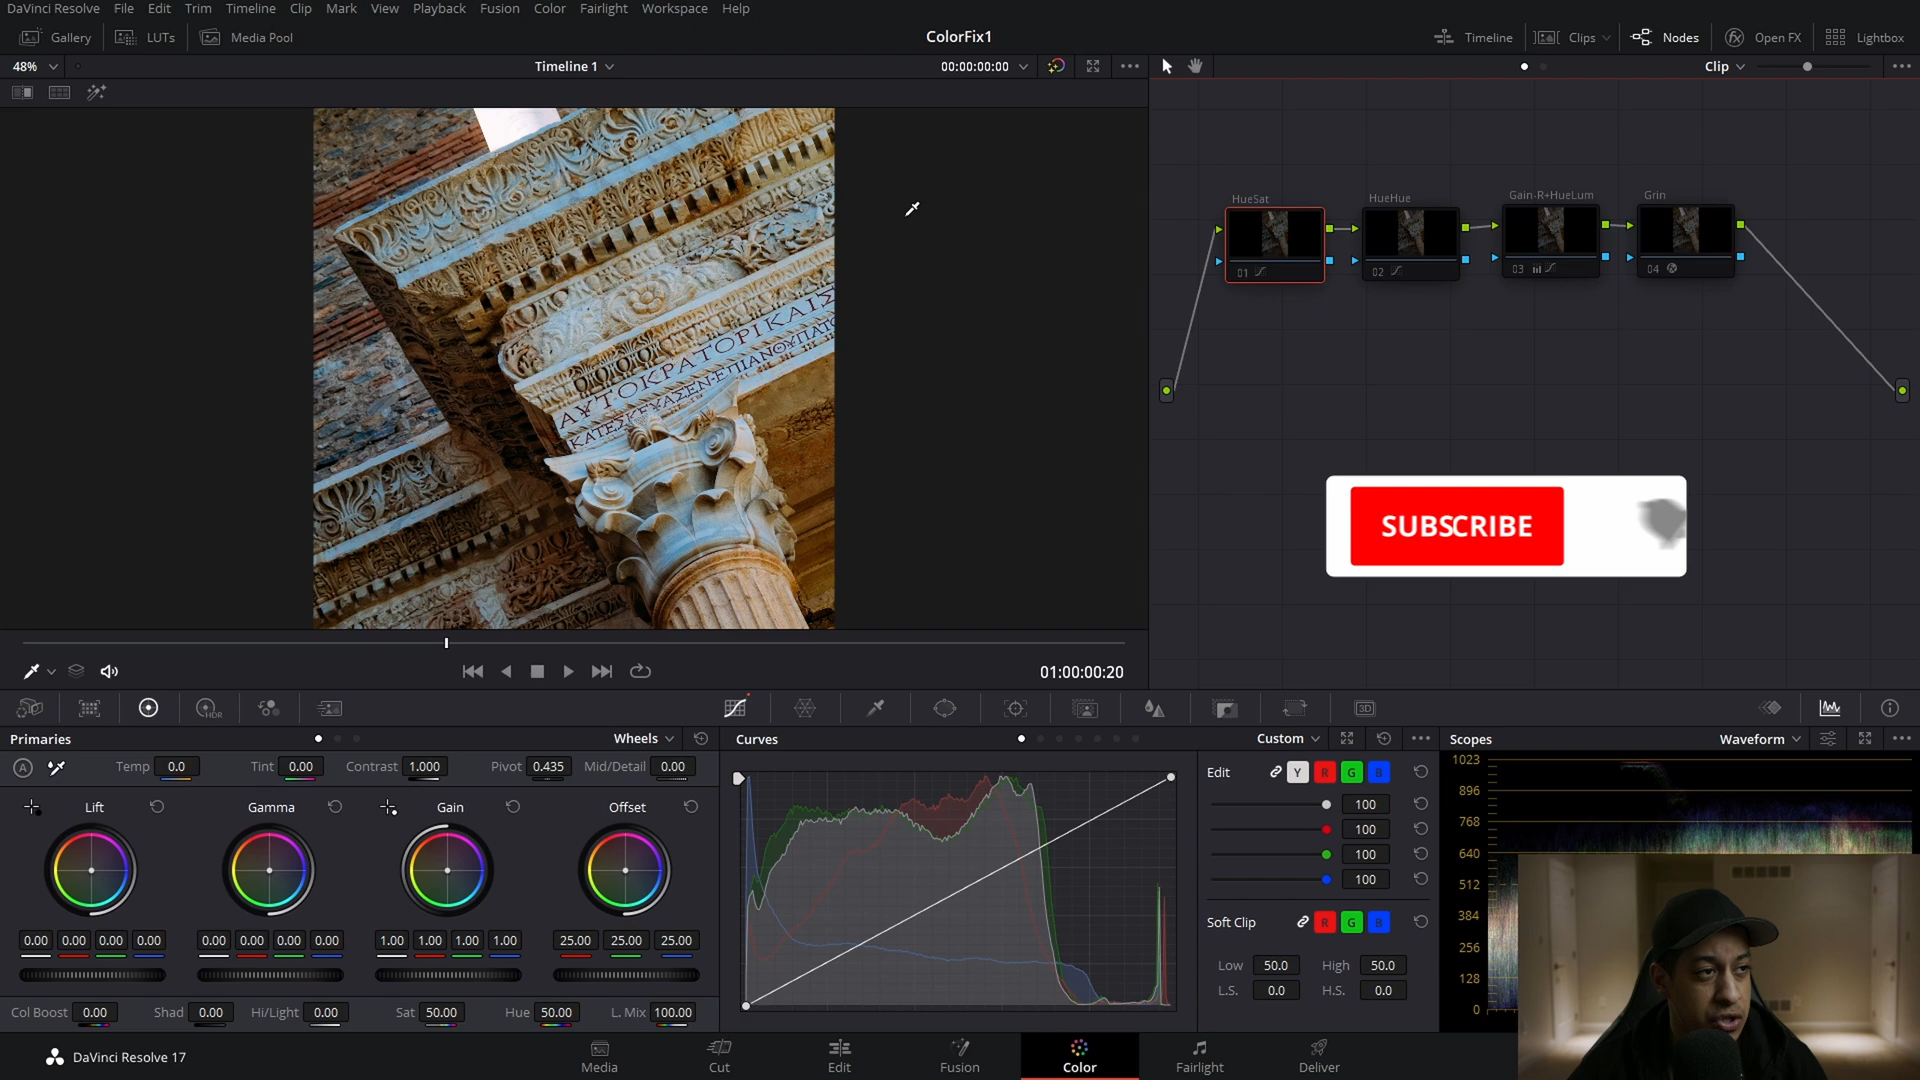 DaVinci Resolve File Edit Trim Timeline Clip Mark View Playback Fusion Color Fairlight Workspace Help
Gallery LUTs Media Pool ColorFix1 Timeline Clips Nodes Open FX Lightbox
48% Timeline 1 00:00:00:00 Clip
HueSat HueHue Gain-R+HueLum Grin
01 02 03 04
ΑΥΤΟΚΡΑΤΟΡΙΚΑΙΣ
SUBSCRIBE
01:00:00:20
HDR 3D
Primaries Wheels Curves Custom Scopes Waveform
A Temp 0.0 Tint 0.00 Contrast 1.000 Pivot 0.435 Mid/Detail 0.00
Lift Gamma Gain Offset
0.00 0.00 0.00 0.00 0.00 0.00 0.00 0.00 1.00 1.00 1.00 1.00 25.00 25.00 25.00
Col Boost 0.00 Shad 0.00 Hi/Light 0.00 Sat 50.00 Hue 50.00 L. Mix 100.00
Edit Y R G B
100
100
100
100
Soft Clip R G B
Low 50.0 High 50.0
L.S. 0.0 H.S. 0.0
1023
896
768
640
512
384
256
128
0
DaVinci Resolve 17 Media Cut Edit Fusion Color Fairlight Deliver